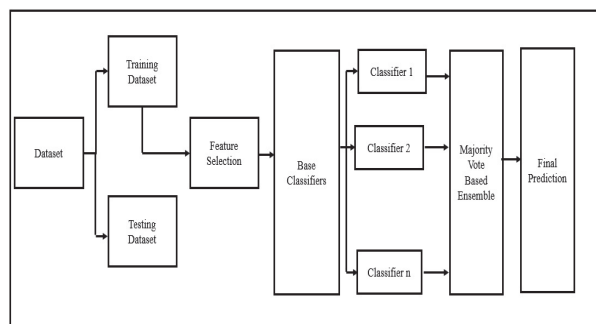 Dataset
Training
Dataset
Testing
Dataset
Feature
Selection
Base
Classifiers
Classifier 1
Classifier 2
Classifier n
Majority
Vote
Based
Ensemble
Final
Prediction